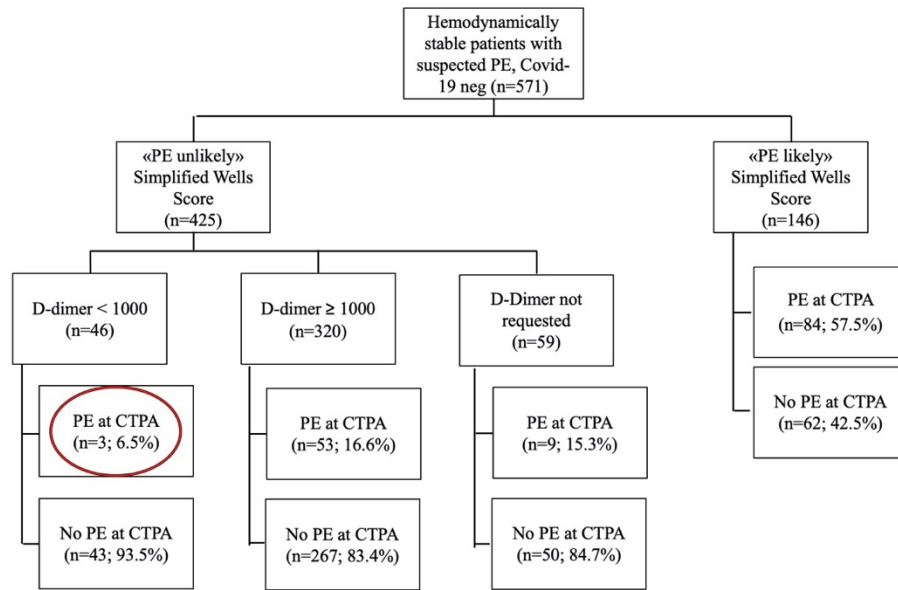 Hemodynamically
stable patients with
suspected PE, Covid-
19 neg (n=571)
«PE unlikely»
Simplified Wells
Score
(n=425)
«PE likely»
Simplified Wells
Score
(n=146)
D-dimer < 1000
(n=46)
D-dimer ≥ 1000
(n=320)
D-Dimer not
requested
(n=59)
PE at CTPA
(n=84; 57.5%)
No PE at CTPA
(n=62; 42.5%)
PE at CTPA
(n=3; 6.5%)
PE at CTPA
(n=53; 16.6%)
PE at CTPA
(n=9; 15.3%)
No PE at CTPA
(n=43; 93.5%)
No PE at CTPA
(n=267; 83.4%)
No PE at CTPA
(n=50; 84.7%)